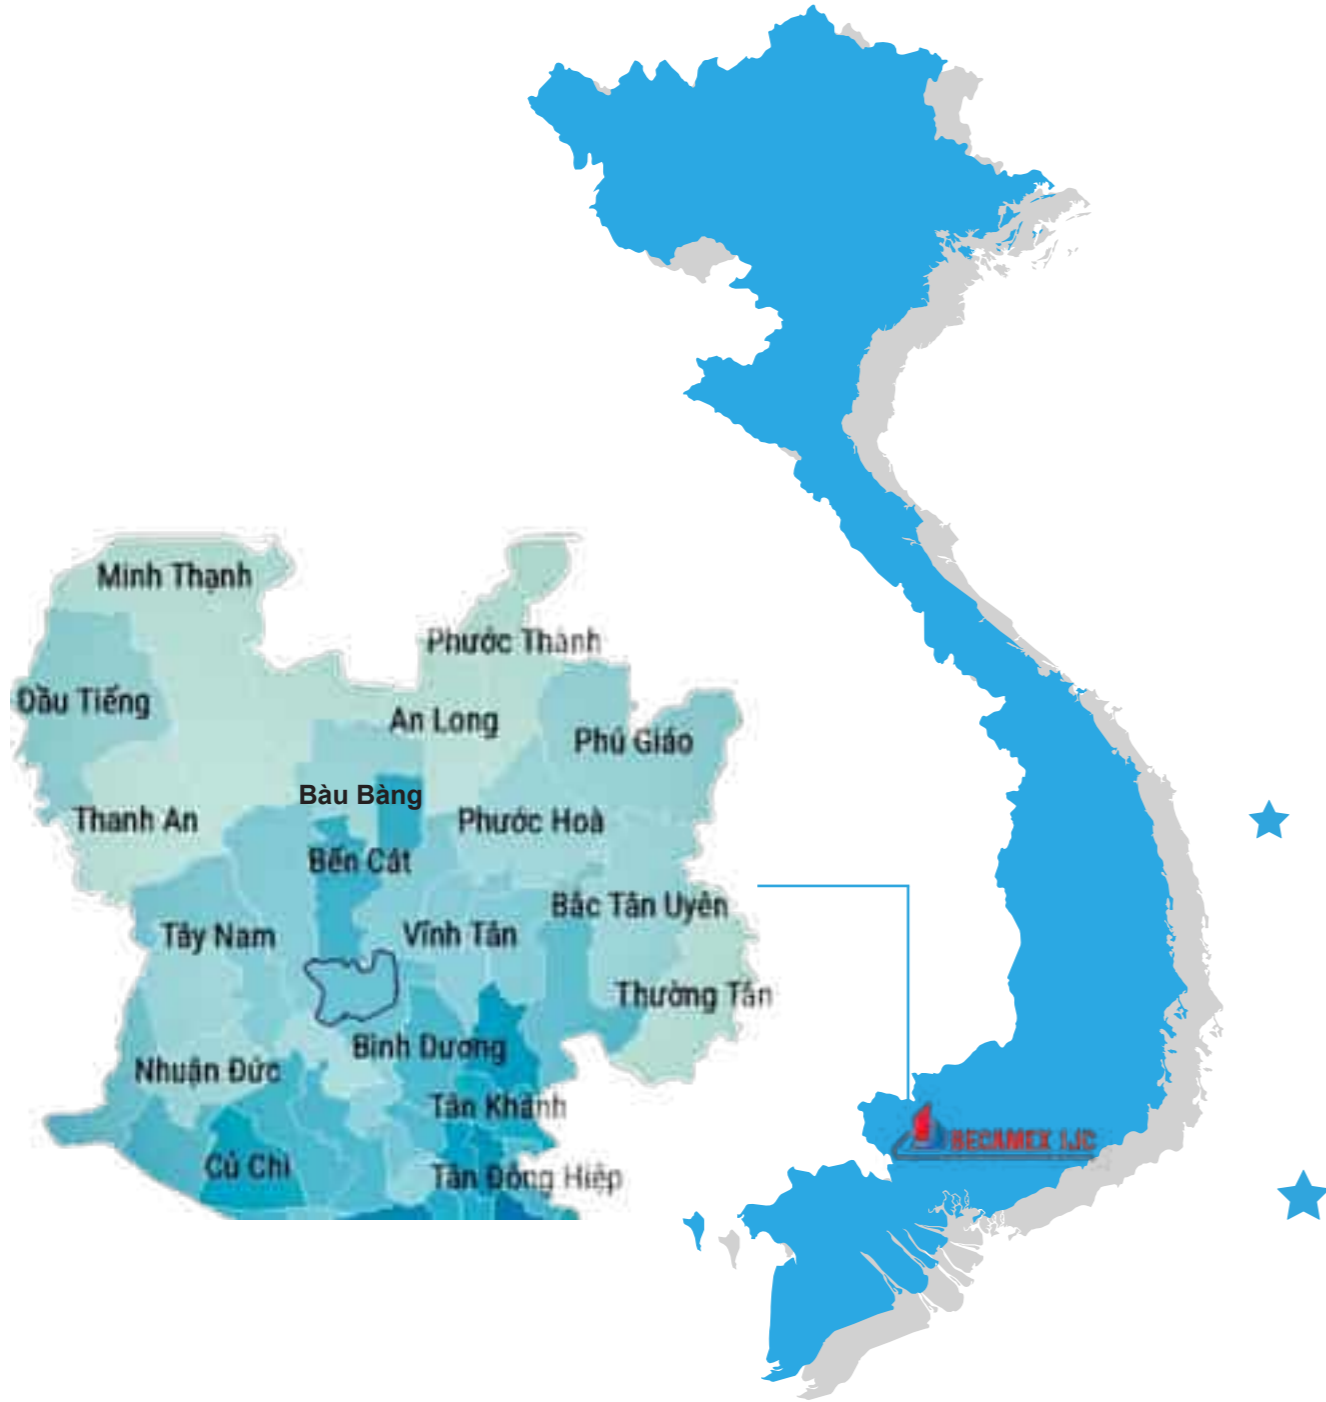 Minh Thạnh
Phước Thành
Dầu Tiếng
An Long
Phú Giáo
Bàu Bàng
Thanh An
Phước Hoà
Bến Cát
Bắc Tân Uyên
Tây Nam
Vĩnh Tân
Thường Tân
Bình Dương
Nhuận Đức
Tân Khánh
BECAMEX IJC
Củ Chi
Tân Đông Hiệp